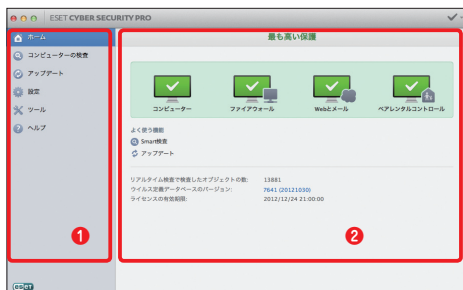 ESET CYBER SECURITY PRO
ホーム
コンピューターの検査
アップデート
設定
ツール
ヘルプ
1
eset
最も高い保護
コンピューター
ファイアウォール
Webとメール
ペアレンタルコントロール
よく使う機能
Smart検査
アップデート
リアルタイム検査で検査したオブジェクトの数: 13881
ウイルス定義データベースのバージョン: 7641 (20121030)
ライセンスの有効期限: 2012/12/24 21:00:00
2